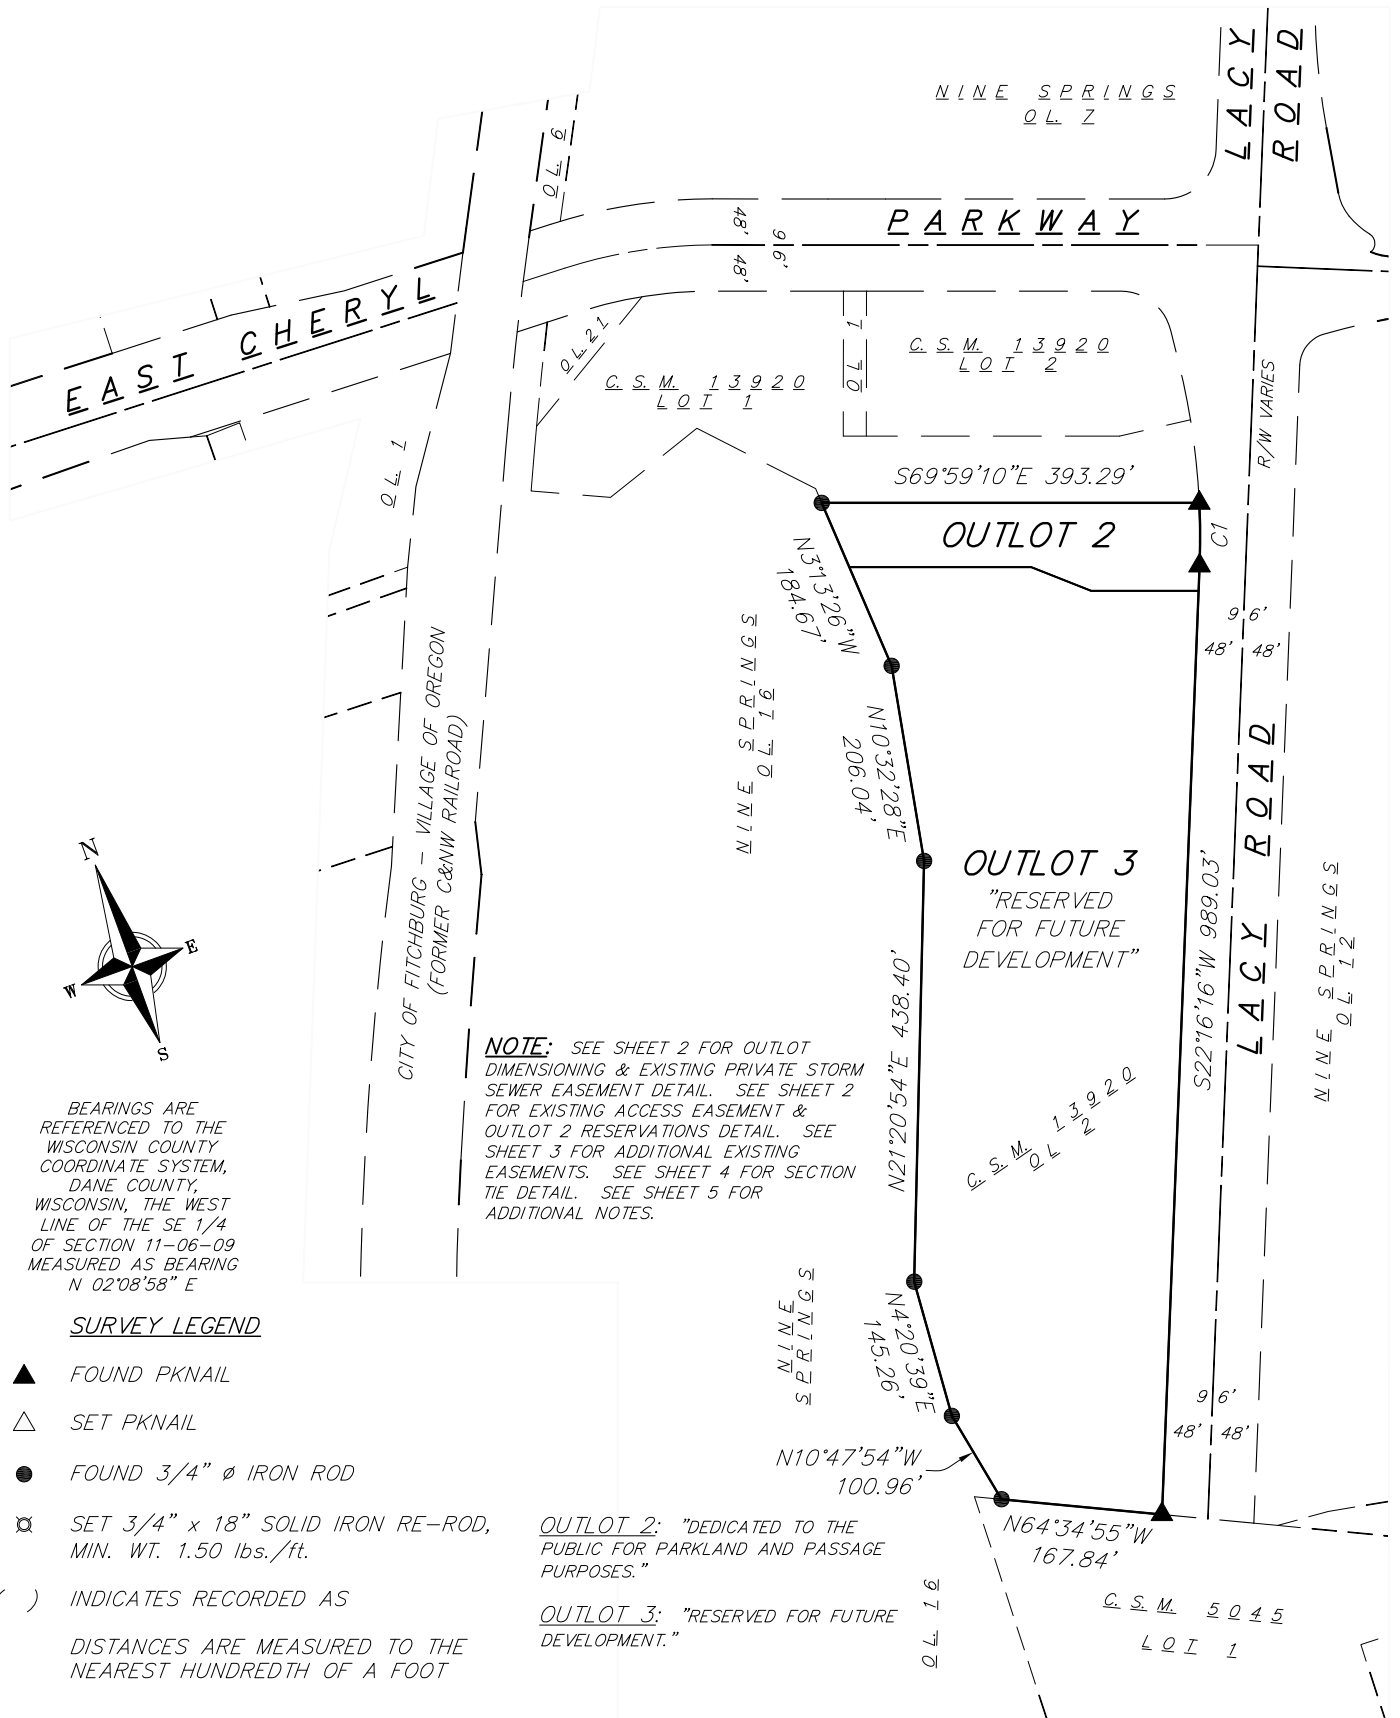 LACY
ROAD
NINE SPRINGS
OL. 7
OL. 6
PARKWAY
48'
96'
48'
EAST CHERYL
OL. 21
C. S. M. 13920
LOT 1
OL. 1
C. S. M. 13920
LOT 2
R/W VARIES
OL. 1
S69°59'10"E 393.29'
OUTLOT 2
C1
N3°13'26"W
184.67'
96'
48' 48'
NINE SPRINGS
OL. 16
N10°32'28"E
206.04'
CITY OF FITCHBURG – VILLAGE OF OREGON
(FORMER C&NW RAILROAD)
OUTLOT 3
"RESERVED
FOR FUTURE
DEVELOPMENT"
S22°16'16"W 989.03'
LACY ROAD
NINE SPRINGS
OL. 12
N
E
W
S
N21°20'54"E 438.40'
C. S. M. 13920
OL 2
NOTE: SEE SHEET 2 FOR OUTLOT
DIMENSIONING & EXISTING PRIVATE STORM
SEWER EASEMENT DETAIL. SEE SHEET 2
FOR EXISTING ACCESS EASEMENT &
OUTLOT 2 RESERVATIONS DETAIL. SEE
SHEET 3 FOR ADDITIONAL EXISTING
EASEMENTS. SEE SHEET 4 FOR SECTION
TIE DETAIL. SEE SHEET 5 FOR
ADDITIONAL NOTES.
BEARINGS ARE
REFERENCED TO THE
WISCONSIN COUNTY
COORDINATE SYSTEM,
DANE COUNTY,
WISCONSIN, THE WEST
LINE OF THE SE 1/4
OF SECTION 11-06-09
MEASURED AS BEARING
N 02°08'58" E
NINE
SPRINGS
N4°20'39"E
145.26'
96'
48' 48'
N10°47'54"W
100.96'
N64°34'55"W
167.84'
SURVEY LEGEND
FOUND PKNAIL
SET PKNAIL
FOUND 3/4" ø IRON ROD
SET 3/4" x 18" SOLID IRON RE-ROD,
MIN. WT. 1.50 lbs./ft.
( ) INDICATES RECORDED AS
DISTANCES ARE MEASURED TO THE
NEAREST HUNDREDTH OF A FOOT
OUTLOT 2: "DEDICATED TO THE
PUBLIC FOR PARKLAND AND PASSAGE
PURPOSES."
OUTLOT 3: "RESERVED FOR FUTURE
DEVELOPMENT."
OL. 16
C. S. M. 5045
LOT 1